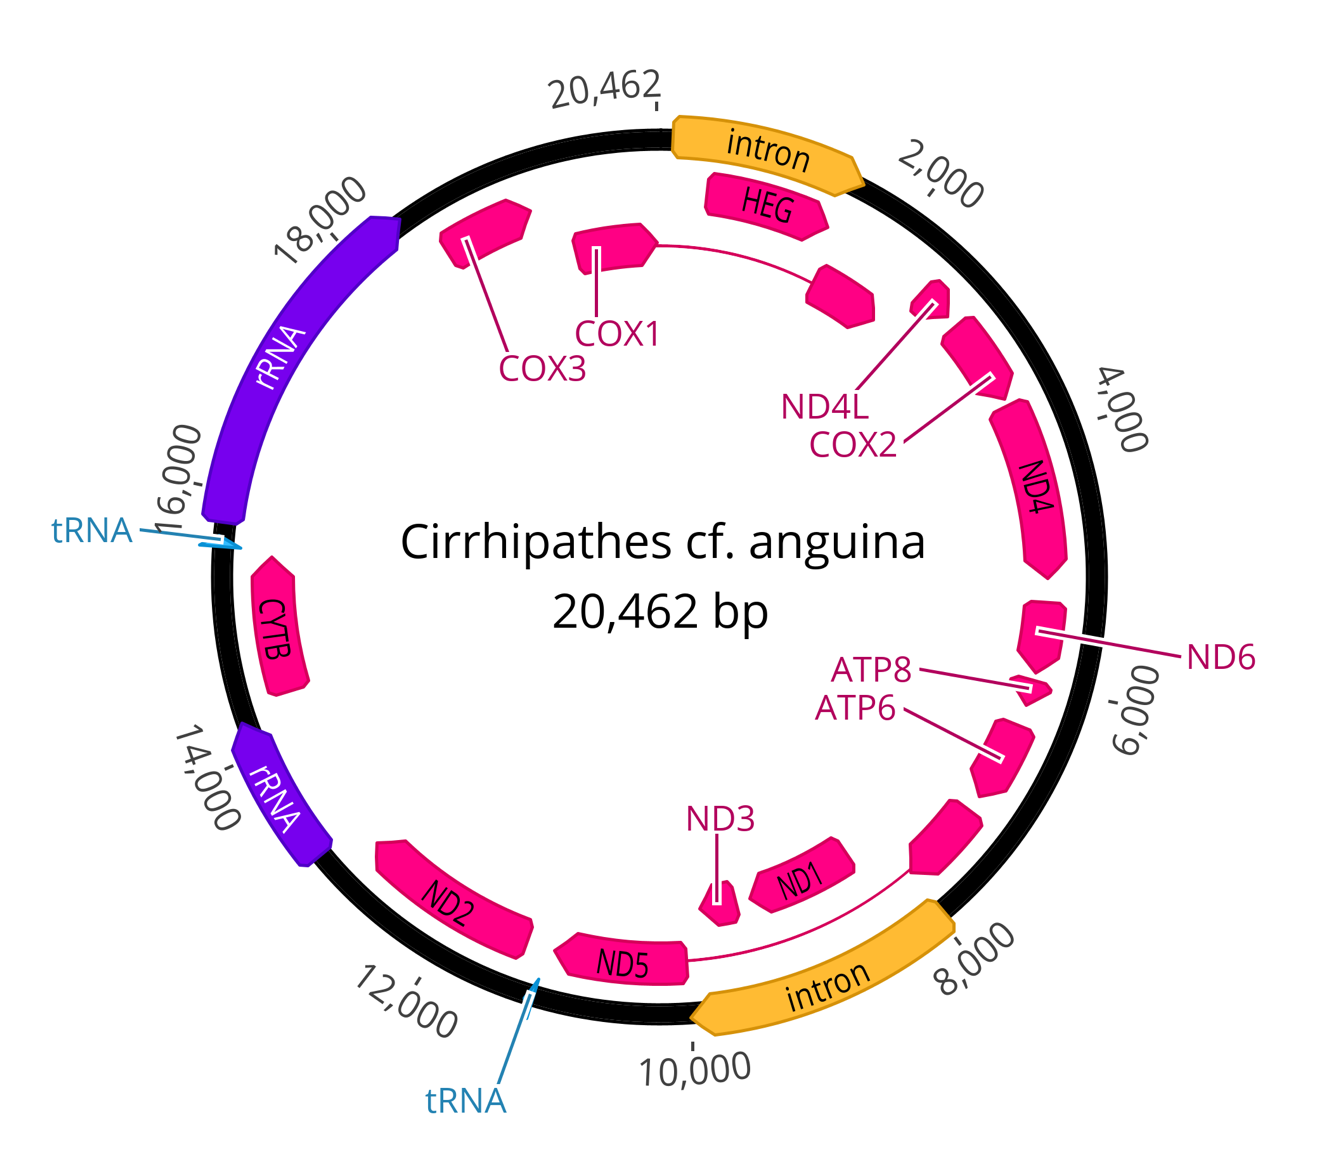 20,462
intron
2,000
HEG
18,000
COX1
COX3
rRNA
ND4L
COX2
4,000
16,000
ND4
tRNA
Cirrhipathes cf. anguina
20,462 bp
CYTB
ND6
ATP8
ATP6
6,000
14,000
rRNA
ND3
ND1
ND2
ND5
intron
8,000
12,000
10,000
tRNA